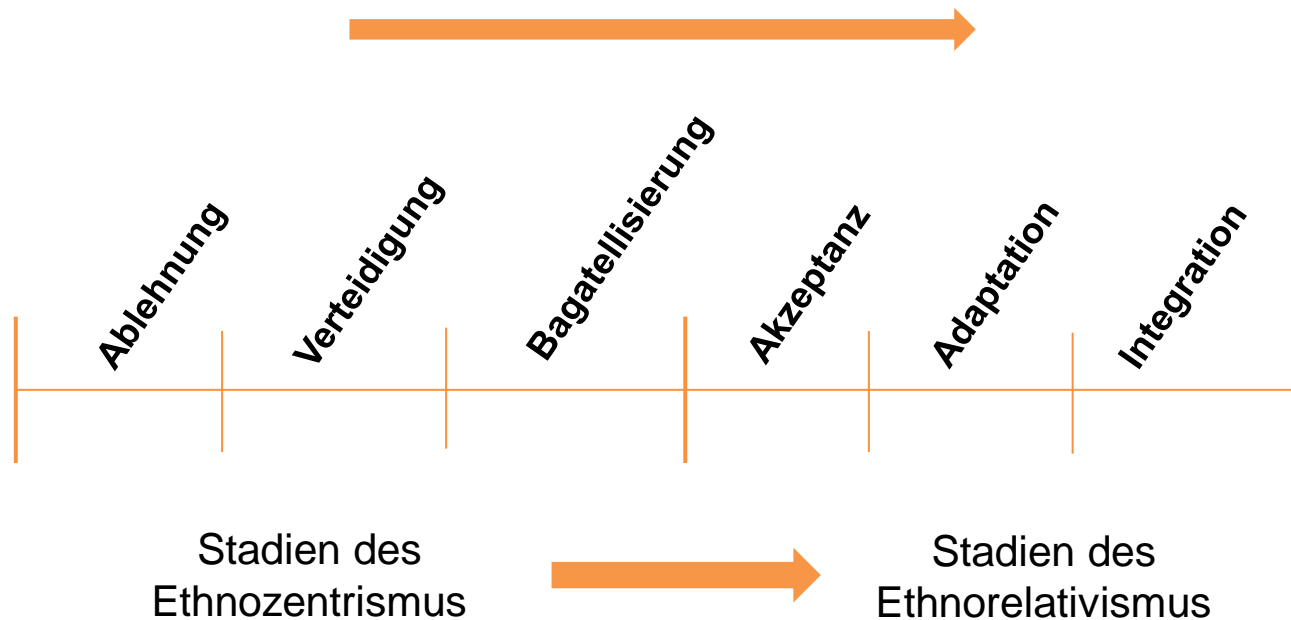 Ablehnung
Verteidigung
Bagatellisierung
Akzeptanz
Adaptation
Integration
Stadien des
Ethnozentrismus
Stadien des
Ethnorelativismus